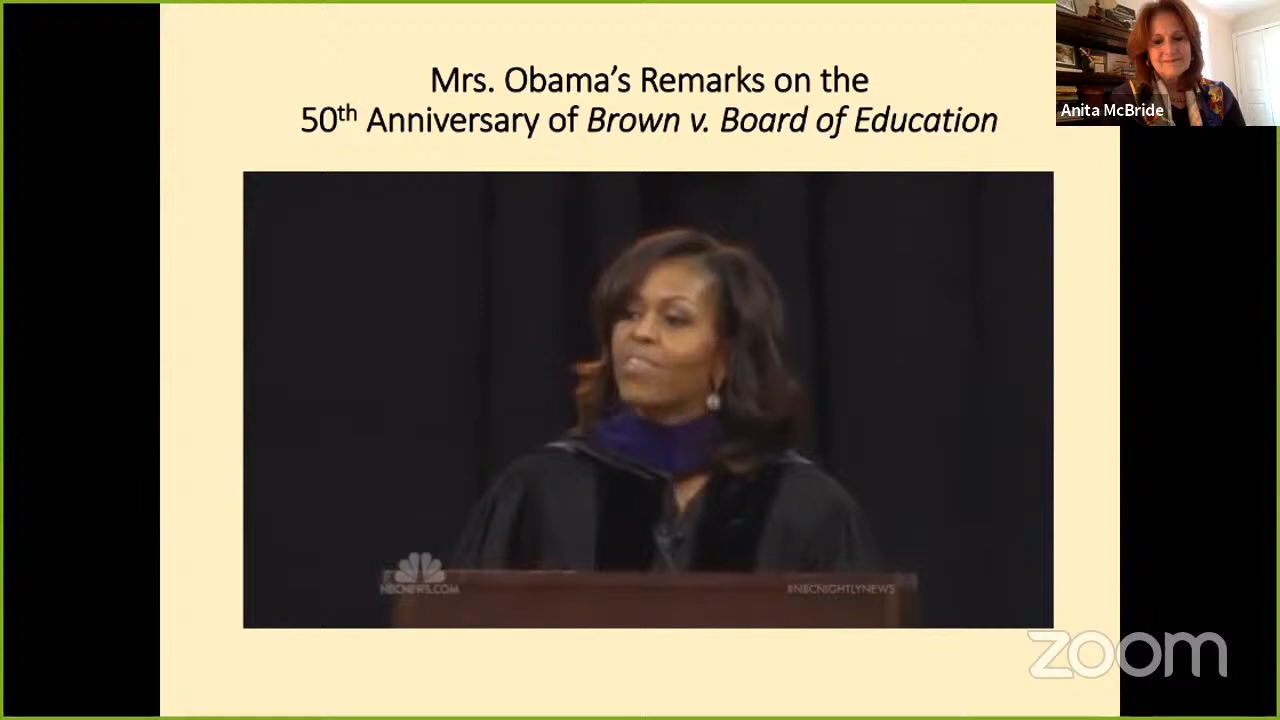 Mrs. Obama's Remarks on the
50th Anniversary of Brown v. Board of Education
Anita McBride
NBCNEWS.COM
#NBCNIGHTLYNEWS
zoom